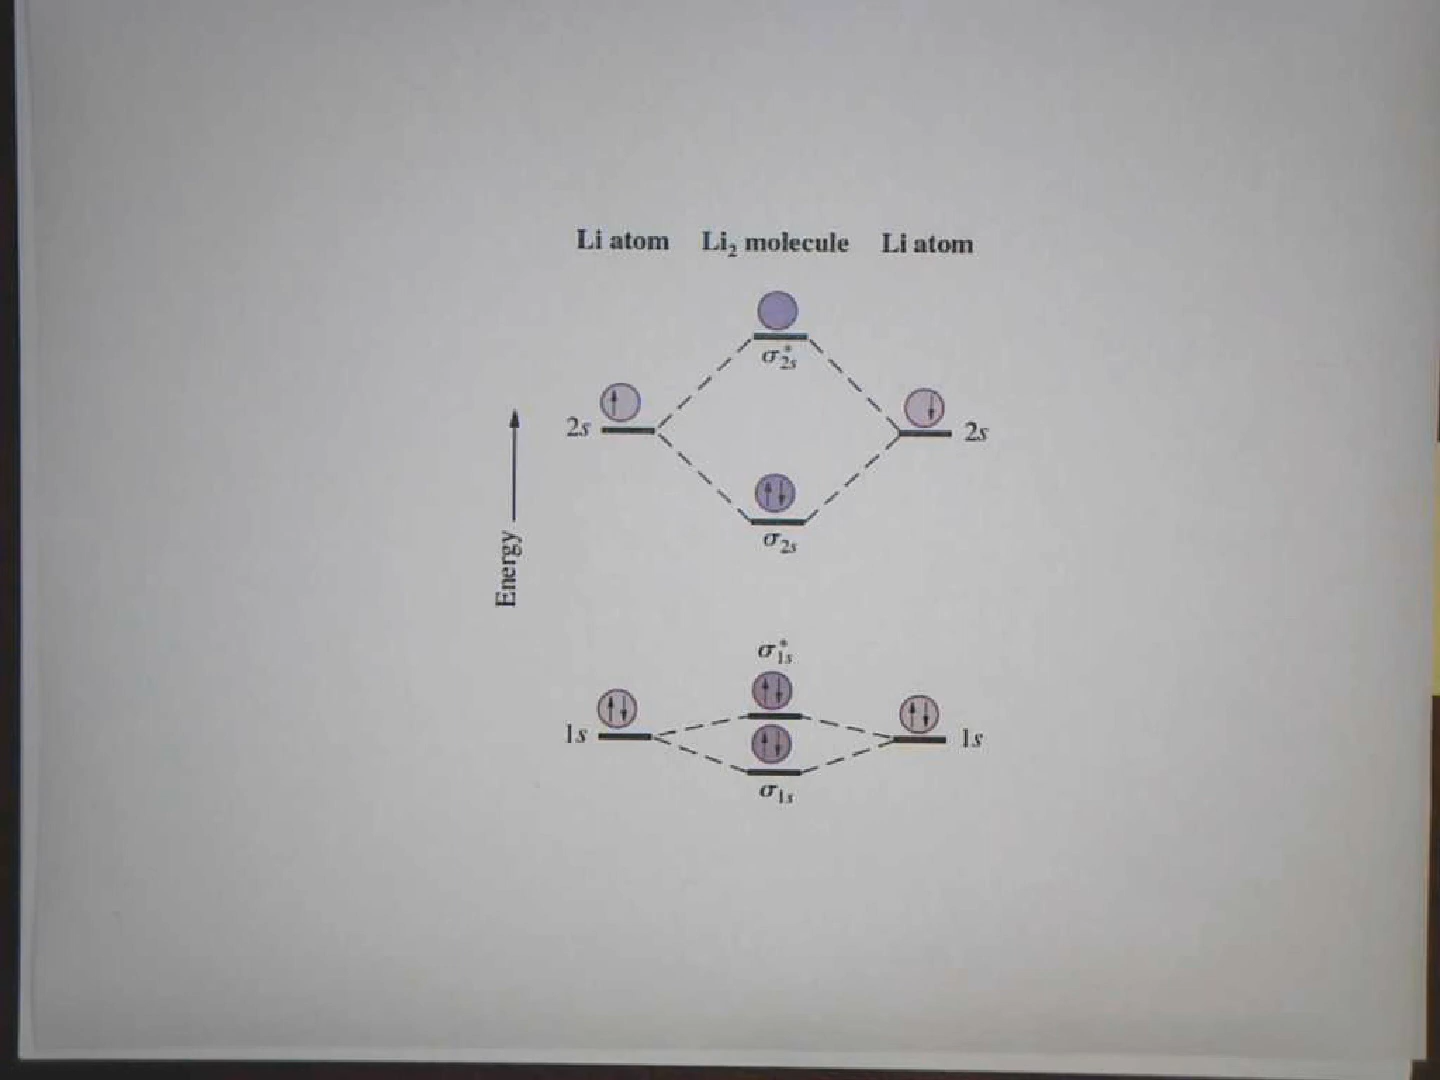 Li atom Li₂ molecule Li atom
σ*₂s
2s 2s
σ₂s
Energy
σ*₁s
1s 1s
σ₁s